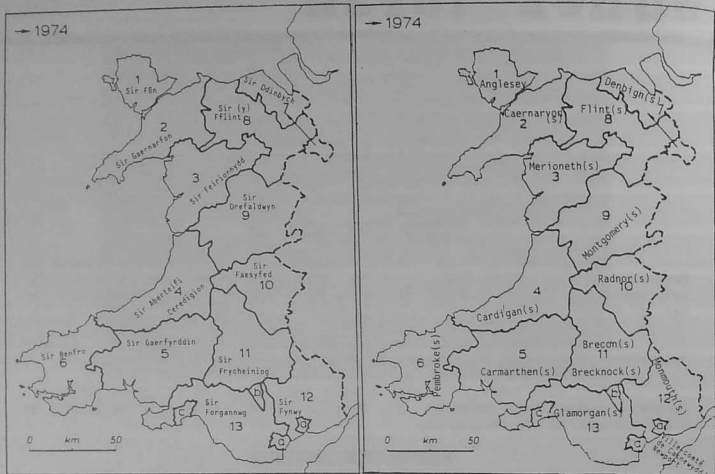 → 1974
1
Sir Fôn
Sir Ddinbych
7
Sir (y)
Fflint
8
2
Sir Gaernarfon
3
Sir Feirionnydd
Sir
Drefaldwyn
9
Sir
Faesyfed
10
4
Sir Aberteifi
Ceredigion
Sir Gaerfyrddin
5
11
Sir
Frycheiniog
Sir Benfro
6
12
Sir
Fynwy
b
c
Sir
Forgannwg
13
a
a
0 km 50
→ 1974
1
Anglesey
Denbigh(s)
7
Caernarvon
(s)
2
Flint(s)
8
Merioneth(s)
3
9
Montgomery(s)
Radnor(s)
10
4
Cardigan(s)
Brecon(s)
11
Brecknock(s)
5
Carmarthen(s)
6
Pembroke(s)
Monmouth(s)
12
b
c
Glamorgan(s)
13
a
a
0 km 50